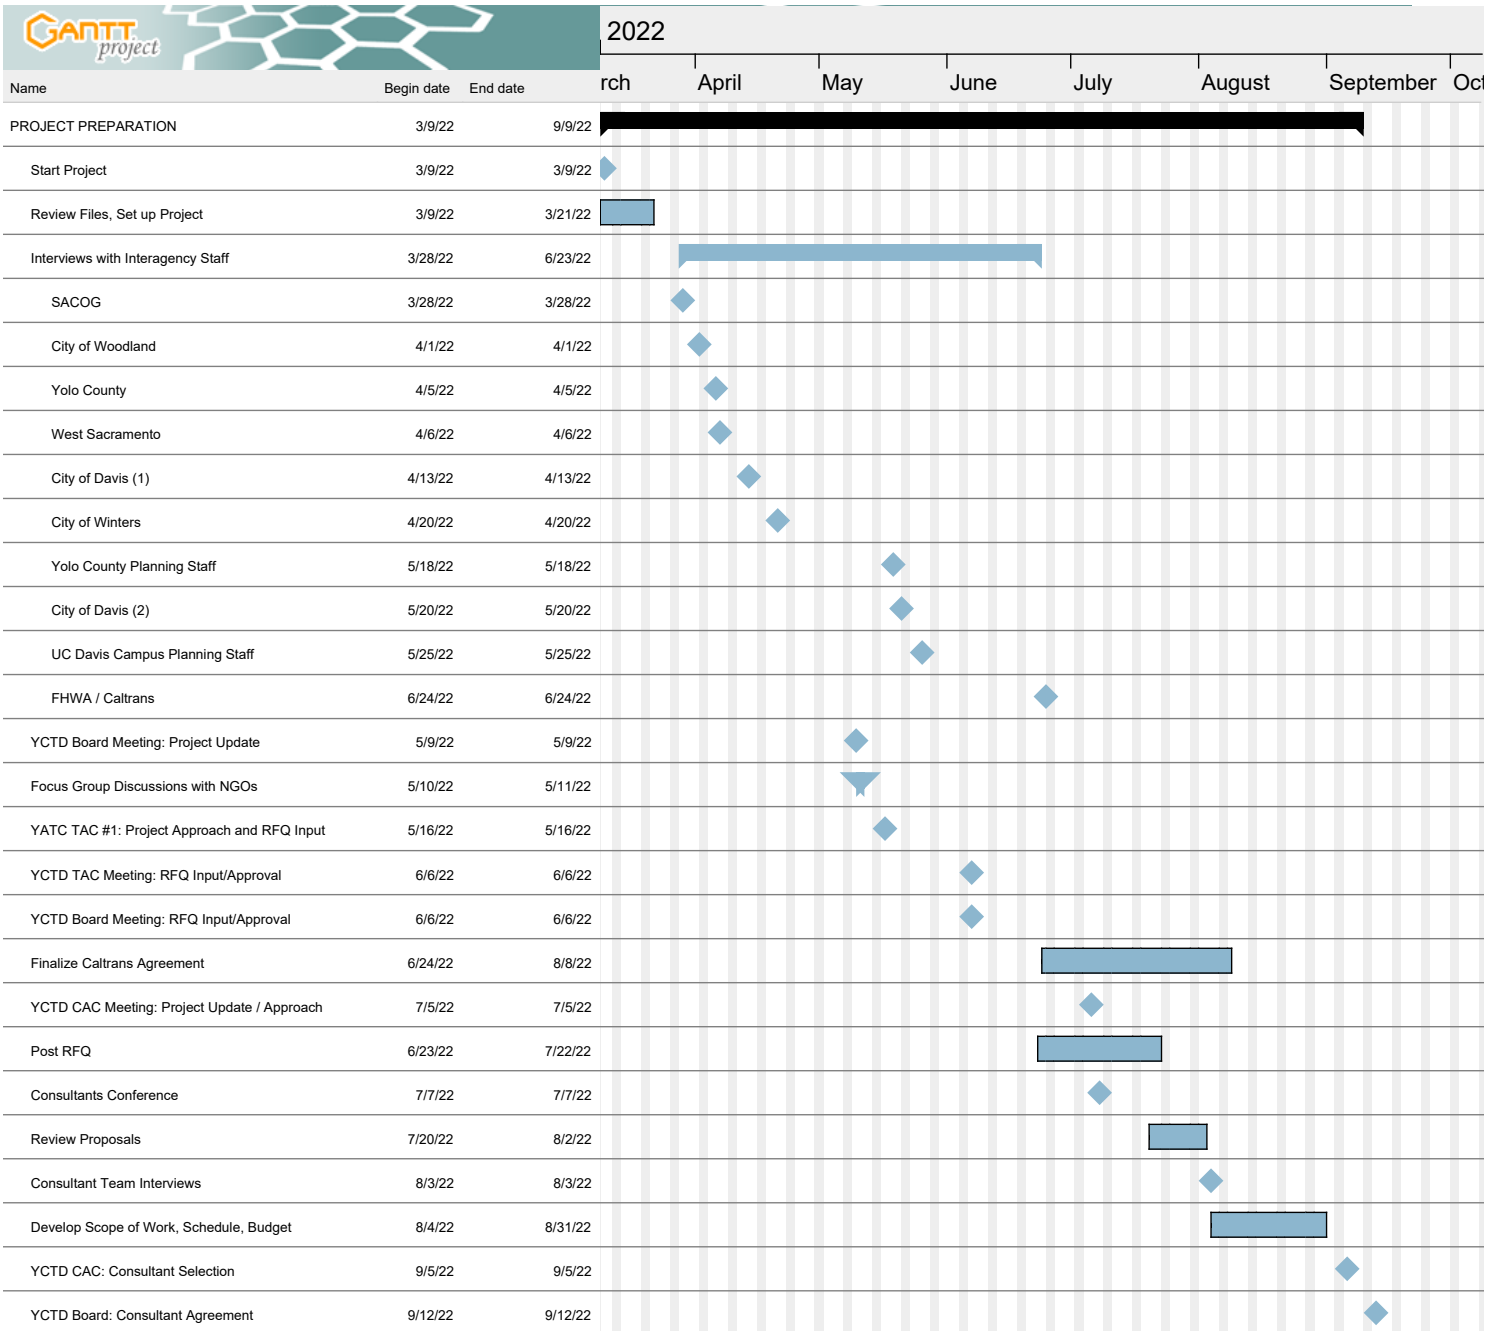 GANTT project
2022
Name Begin date End date rch April May June July August September Oct
PROJECT PREPARATION 3/9/22 9/9/22
Start Project 3/9/22 3/9/22
Review Files, Set up Project 3/9/22 3/21/22
Interviews with Interagency Staff 3/28/22 6/23/22
SACOG 3/28/22 3/28/22
City of Woodland 4/1/22 4/1/22
Yolo County 4/5/22 4/5/22
West Sacramento 4/6/22 4/6/22
City of Davis (1) 4/13/22 4/13/22
City of Winters 4/20/22 4/20/22
Yolo County Planning Staff 5/18/22 5/18/22
City of Davis (2) 5/20/22 5/20/22
UC Davis Campus Planning Staff 5/25/22 5/25/22
FHWA / Caltrans 6/24/22 6/24/22
YCTD Board Meeting: Project Update 5/9/22 5/9/22
Focus Group Discussions with NGOs 5/10/22 5/11/22
YATC TAC #1: Project Approach and RFQ Input 5/16/22 5/16/22
YCTD TAC Meeting: RFQ Input/Approval 6/6/22 6/6/22
YCTD Board Meeting: RFQ Input/Approval 6/6/22 6/6/22
Finalize Caltrans Agreement 6/24/22 8/8/22
YCTD CAC Meeting: Project Update / Approach 7/5/22 7/5/22
Post RFQ 6/23/22 7/22/22
Consultants Conference 7/7/22 7/7/22
Review Proposals 7/20/22 8/2/22
Consultant Team Interviews 8/3/22 8/3/22
Develop Scope of Work, Schedule, Budget 8/4/22 8/31/22
YCTD CAC: Consultant Selection 9/5/22 9/5/22
YCTD Board: Consultant Agreement 9/12/22 9/12/22